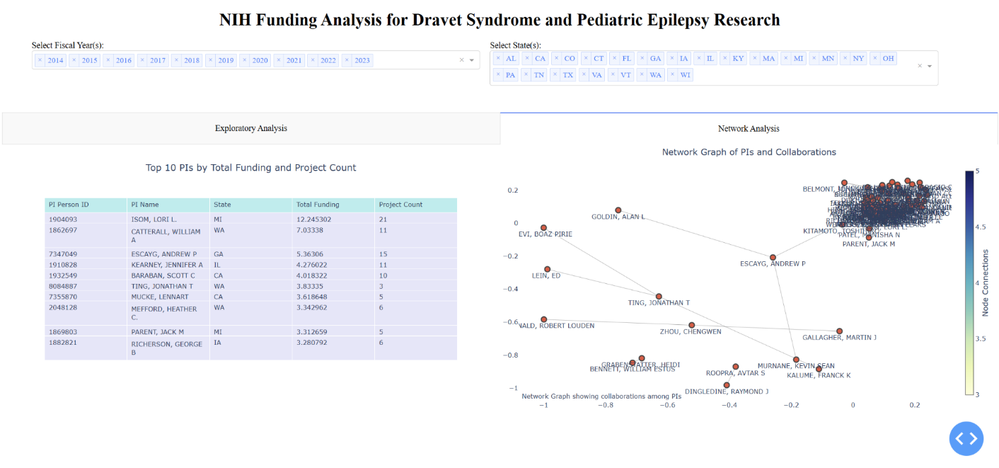 NIH Funding Analysis for Dravet Syndrome and Pediatric Epilepsy Research
Select Fiscal Year(s):
× 2014 × 2015 × 2016 × 2017 × 2018 × 2019 × 2020 × 2021 × 2022 × 2023
Select State(s):
× AL × CA × CO × CT × FL × GA × IA × IL × KY × MA × MI × MN × NY × OH
× PA × TN × TX × VA × VT × WA × WI
Exploratory Analysis
Network Analysis
Top 10 PIs by Total Funding and Project Count
PI Person ID PI Name State Total Funding Project Count
1904093 ISOM, LORI L. MI 12.245302 21
1862697 CATTERALL, WILLIAM WA 7.03338 11
A
7347049 ESCAYG, ANDREW P GA 5.36306 15
1910828 KEARNEY, JENNIFER A IL 4.276022 11
1932549 BARABAN, SCOTT C CA 4.018322 10
8084887 TING, JONATHAN T WA 3.83335 3
7355870 MUCKE, LENNART CA 3.618648 5
2048128 MEFFORD, HEATHER WA 3.342962 6
C.
1869803 PARENT, JACK M MI 3.312659 5
1882821 RICHERSON, GEORGE IA 3.280792 6
B
Network Graph of PIs and Collaborations
0.2
0
−0.2
−0.4
−0.6
−0.8
−1
BELMONT,
GOLDIN, ALAN L
EVI, BOAZ PIRIE
KITAMOTO, TOSHIHIRO
PATEL, MANISHA N
PARENT, JACK M
ESCAYG, ANDREW P
LEIN, ED
TING, JONATHAN T
NALD, ROBERT LOUDEN
ZHOU, CHENGWEN
GALLAGHER, MARTIN J
GRABENSTATTER, HEIDI
BENNETT, WILLIAM ESTUS
ROOPRA, AVTAR S
MURNANE, KEVIN SEAN
KALUME, FRANCK K
DINGLEDINE, RAYMOND J
Network Graph showing collaborations among PIs
−1 −0.8 −0.6 −0.4 −0.2 0 0.2
5
4.5
4
3.5
3
Node Connections